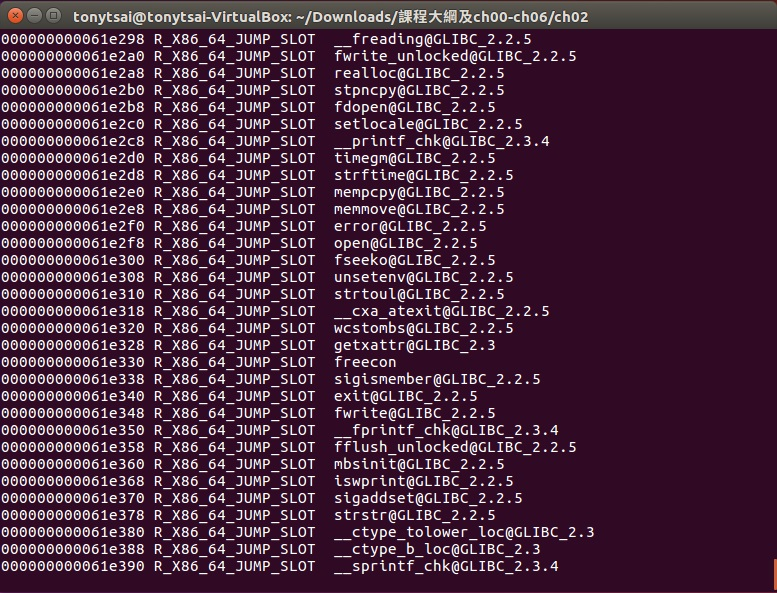 tonytsai@tonytsai-VirtualBox: ~/Downloads/課程大綱及ch00-ch06/ch02
000000000061e298 R_X86_64_JUMP_SLOT  __freading@GLIBC_2.2.5
000000000061e2a0 R_X86_64_JUMP_SLOT  fwrite_unlocked@GLIBC_2.2.5
000000000061e2a8 R_X86_64_JUMP_SLOT  realloc@GLIBC_2.2.5
000000000061e2b0 R_X86_64_JUMP_SLOT  stpncpy@GLIBC_2.2.5
000000000061e2b8 R_X86_64_JUMP_SLOT  fdopen@GLIBC_2.2.5
000000000061e2c0 R_X86_64_JUMP_SLOT  setlocale@GLIBC_2.2.5
000000000061e2c8 R_X86_64_JUMP_SLOT  __printf_chk@GLIBC_2.3.4
000000000061e2d0 R_X86_64_JUMP_SLOT  timegm@GLIBC_2.2.5
000000000061e2d8 R_X86_64_JUMP_SLOT  strftime@GLIBC_2.2.5
000000000061e2e0 R_X86_64_JUMP_SLOT  mempcpy@GLIBC_2.2.5
000000000061e2e8 R_X86_64_JUMP_SLOT  memmove@GLIBC_2.2.5
000000000061e2f0 R_X86_64_JUMP_SLOT  error@GLIBC_2.2.5
000000000061e2f8 R_X86_64_JUMP_SLOT  open@GLIBC_2.2.5
000000000061e300 R_X86_64_JUMP_SLOT  fseeko@GLIBC_2.2.5
000000000061e308 R_X86_64_JUMP_SLOT  unsetenv@GLIBC_2.2.5
000000000061e310 R_X86_64_JUMP_SLOT  strtoul@GLIBC_2.2.5
000000000061e318 R_X86_64_JUMP_SLOT  __cxa_atexit@GLIBC_2.2.5
000000000061e320 R_X86_64_JUMP_SLOT  wcstombs@GLIBC_2.2.5
000000000061e328 R_X86_64_JUMP_SLOT  getxattr@GLIBC_2.3
000000000061e330 R_X86_64_JUMP_SLOT  freecon
000000000061e338 R_X86_64_JUMP_SLOT  sigismember@GLIBC_2.2.5
000000000061e340 R_X86_64_JUMP_SLOT  exit@GLIBC_2.2.5
000000000061e348 R_X86_64_JUMP_SLOT  fwrite@GLIBC_2.2.5
000000000061e350 R_X86_64_JUMP_SLOT  __fprintf_chk@GLIBC_2.3.4
000000000061e358 R_X86_64_JUMP_SLOT  fflush_unlocked@GLIBC_2.2.5
000000000061e360 R_X86_64_JUMP_SLOT  mbsinit@GLIBC_2.2.5
000000000061e368 R_X86_64_JUMP_SLOT  iswprint@GLIBC_2.2.5
000000000061e370 R_X86_64_JUMP_SLOT  sigaddset@GLIBC_2.2.5
000000000061e378 R_X86_64_JUMP_SLOT  strstr@GLIBC_2.2.5
000000000061e380 R_X86_64_JUMP_SLOT  __ctype_tolower_loc@GLIBC_2.3
000000000061e388 R_X86_64_JUMP_SLOT  __ctype_b_loc@GLIBC_2.3
000000000061e390 R_X86_64_JUMP_SLOT  __sprintf_chk@GLIBC_2.3.4